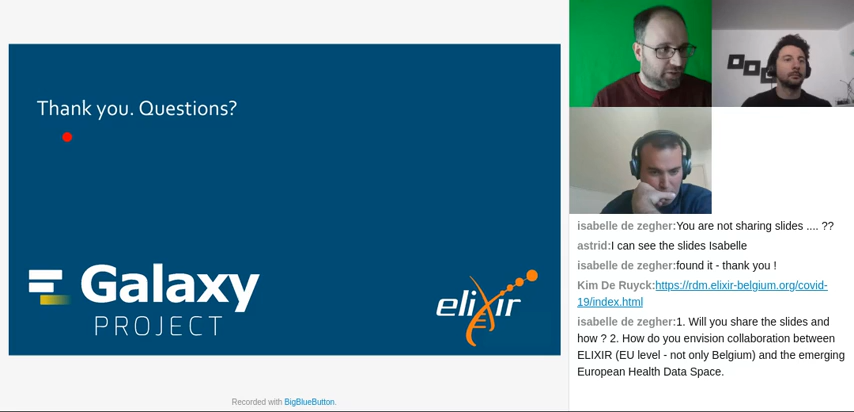 Thank you. Questions?
Galaxy
PROJECT
elixir
Recorded with BigBlueButton.
isabelle de zegher:You are not sharing slides .... ??
astrid:I can see the slides Isabelle
isabelle de zegher:found it - thank you !
Kim De Ruyck:https://rdm.elixir-belgium.org/covid-
19/index.html
isabelle de zegher:1. Will you share the slides and
how ? 2. How do you envision collaboration between
ELIXIR (EU level - not only Belgium) and the emerging
European Health Data Space.